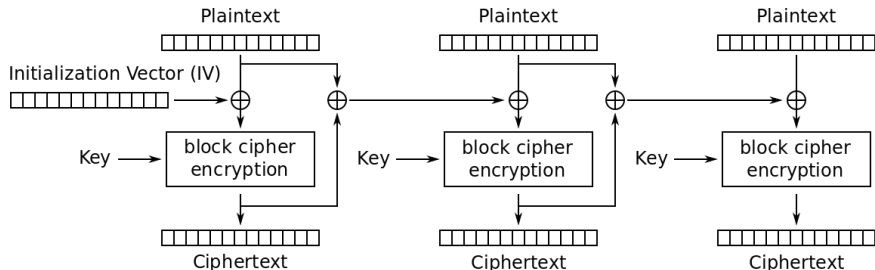 Plaintext
Plaintext
Plaintext
Initialization Vector (IV)
Key
block cipher
encryption
Key
block cipher
encryption
Key
block cipher
encryption
Ciphertext
Ciphertext
Ciphertext